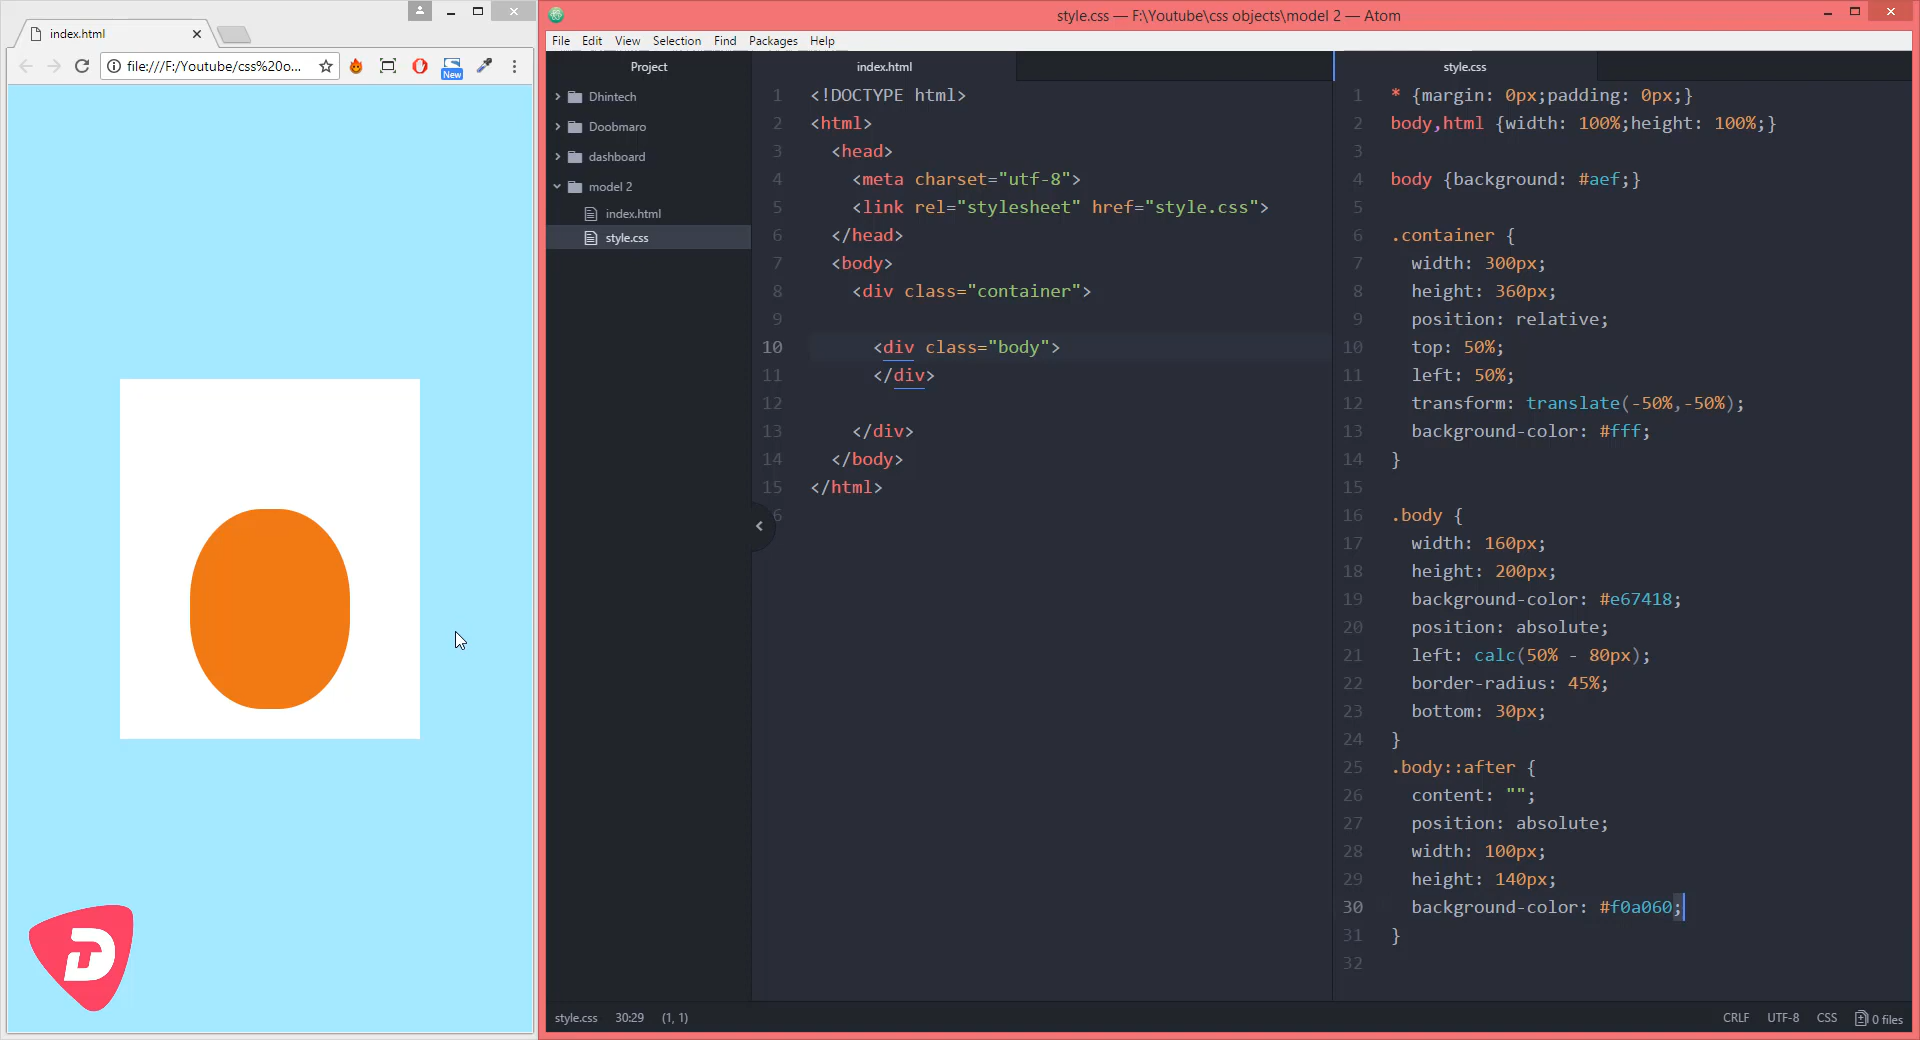 index.html
file:///F:/Youtube/css%20o...
New
D
style.css — F:\Youtube\css objects\model 2 — Atom
File Edit View Selection Find Packages Help
Project
Dhintech
Doobmaro
dashboard
model 2
index.html
style.css
index.html
1 <!DOCTYPE html>
2 <html>
3 <head>
4 <meta charset="utf-8">
5 <link rel="stylesheet" href="style.css">
6 </head>
7 <body>
8 <div class="container">
9
10 <div class="body">
11 </div>
12
13 </div>
14 </body>
15 </html>
6
style.css
1 * {margin: 0px;padding: 0px;}
2 body,html {width: 100%;height: 100%;}
3
4 body {background: #aef;}
5
6 .container {
7 width: 300px;
8 height: 360px;
9 position: relative;
10 top: 50%;
11 left: 50%;
12 transform: translate(-50%,-50%);
13 background-color: #fff;
14 }
15
16 .body {
17 width: 160px;
18 height: 200px;
19 background-color: #e67418;
20 position: absolute;
21 left: calc(50% - 80px);
22 border-radius: 45%;
23 bottom: 30px;
24 }
25 .body::after {
26 content: "";
27 position: absolute;
28 width: 100px;
29 height: 140px;
30 background-color: #f0a060;
31 }
32
style.css 30:29 (1, 1)
CRLF UTF-8 CSS 0 files